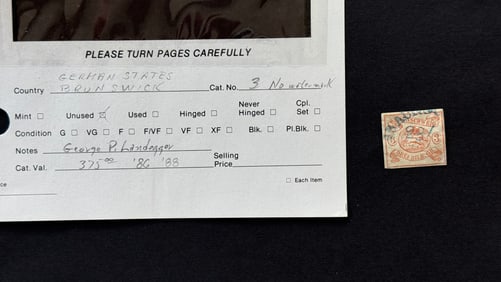 PLEASE TURN PAGES CAREFULLY
GERMAN STATES
Country BRUNSWICK Cat. No. 3 No watermark
Mint □ Unused ☑ Used □ Hinged □ Never Hinged □ Cpl. Set □
Condition G □ VG □ F □ F/VF □ VF □ XF □ Blk. □ Pl.Blk. □
Notes George P. Landegger
Cat. Val. 375⁰⁰ '86 '88 Selling Price
□ Each Item